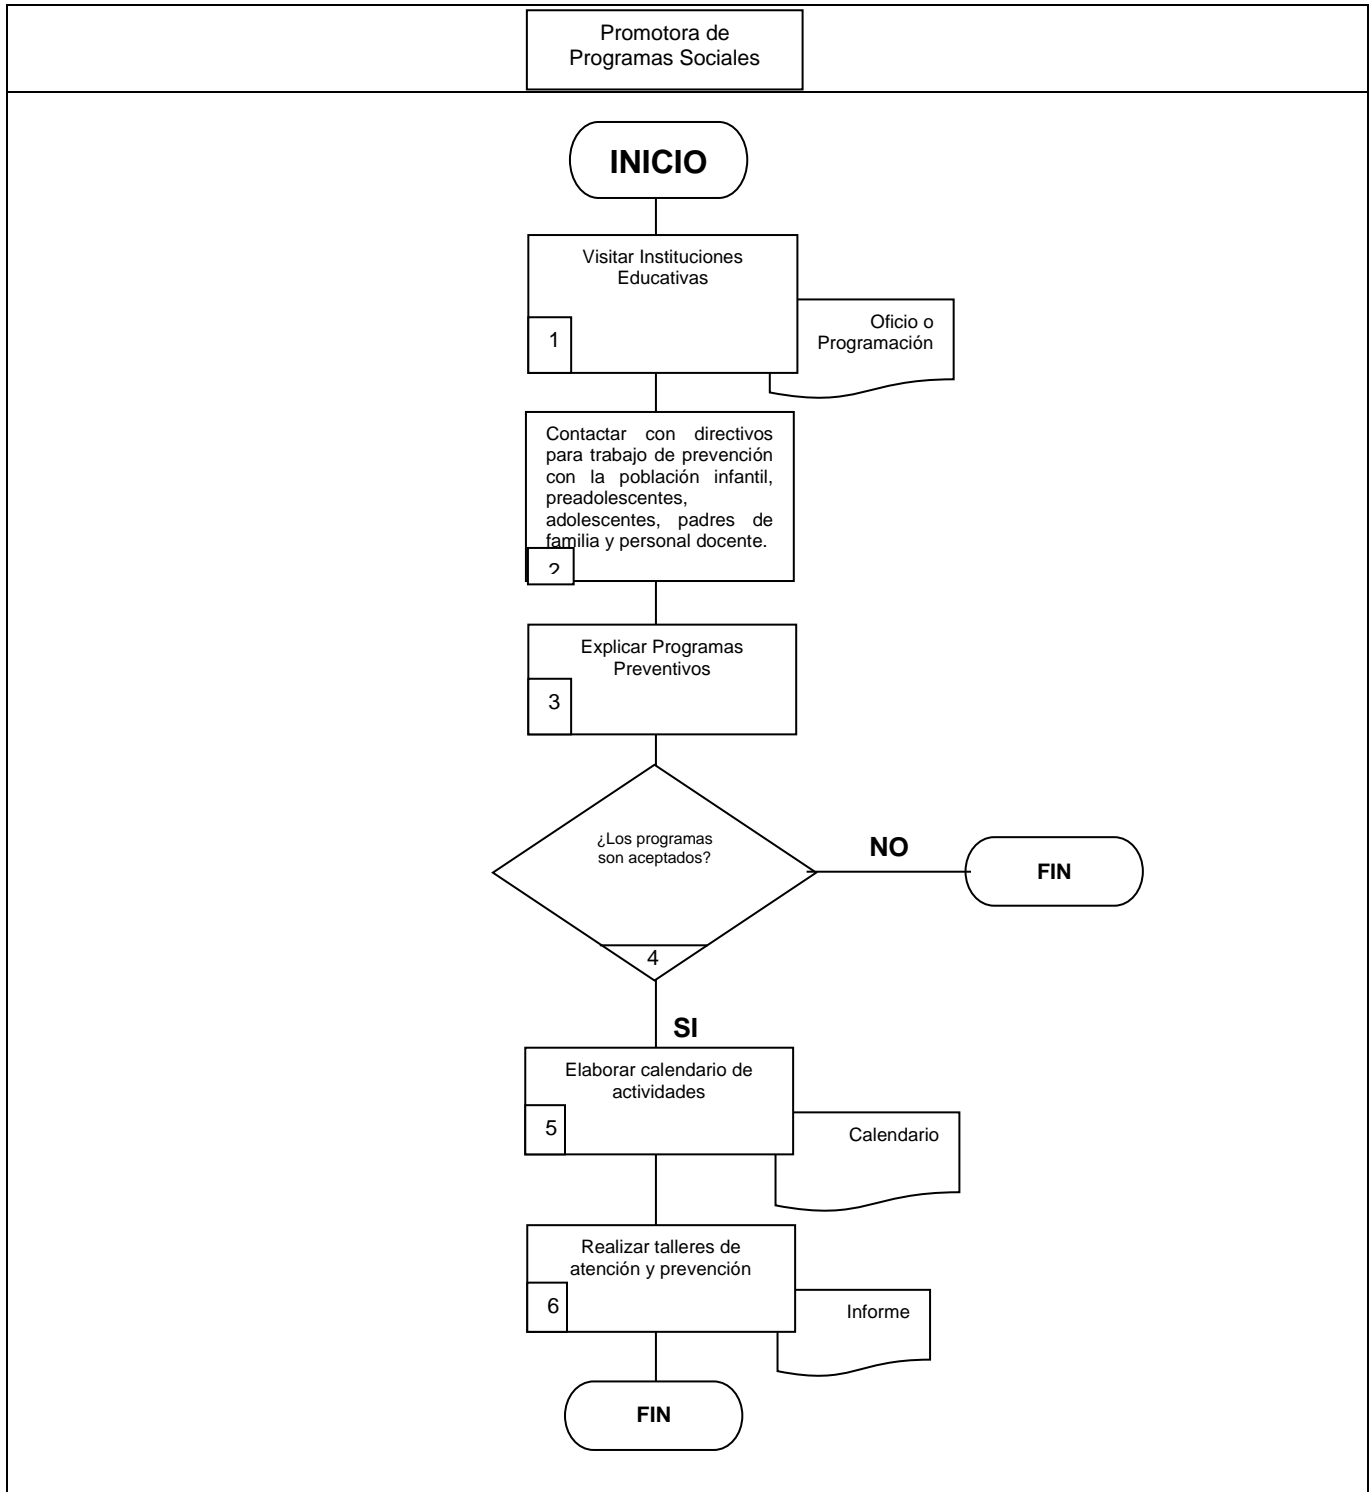 Promotora de
Programas Sociales
INICIO
Visitar Instituciones
Educativas
1
Oficio o
Programación
Contactar con directivos
para trabajo de prevención
con la población infantil,
preadolescentes,
adolescentes, padres de
familia y personal docente.
2
Explicar Programas
Preventivos
3
¿Los programas
son aceptados?
4
NO
FIN
SI
Elaborar calendario de
actividades
5
Calendario
Realizar talleres de
atención y prevención
6
Informe
FIN